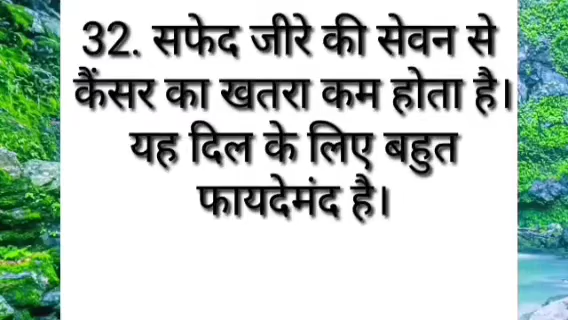 32. सफेद जीरे की सेवन से
कैंसर का खतरा कम होता है।
यह दिल के लिए बहुत
फायदेमंद है।